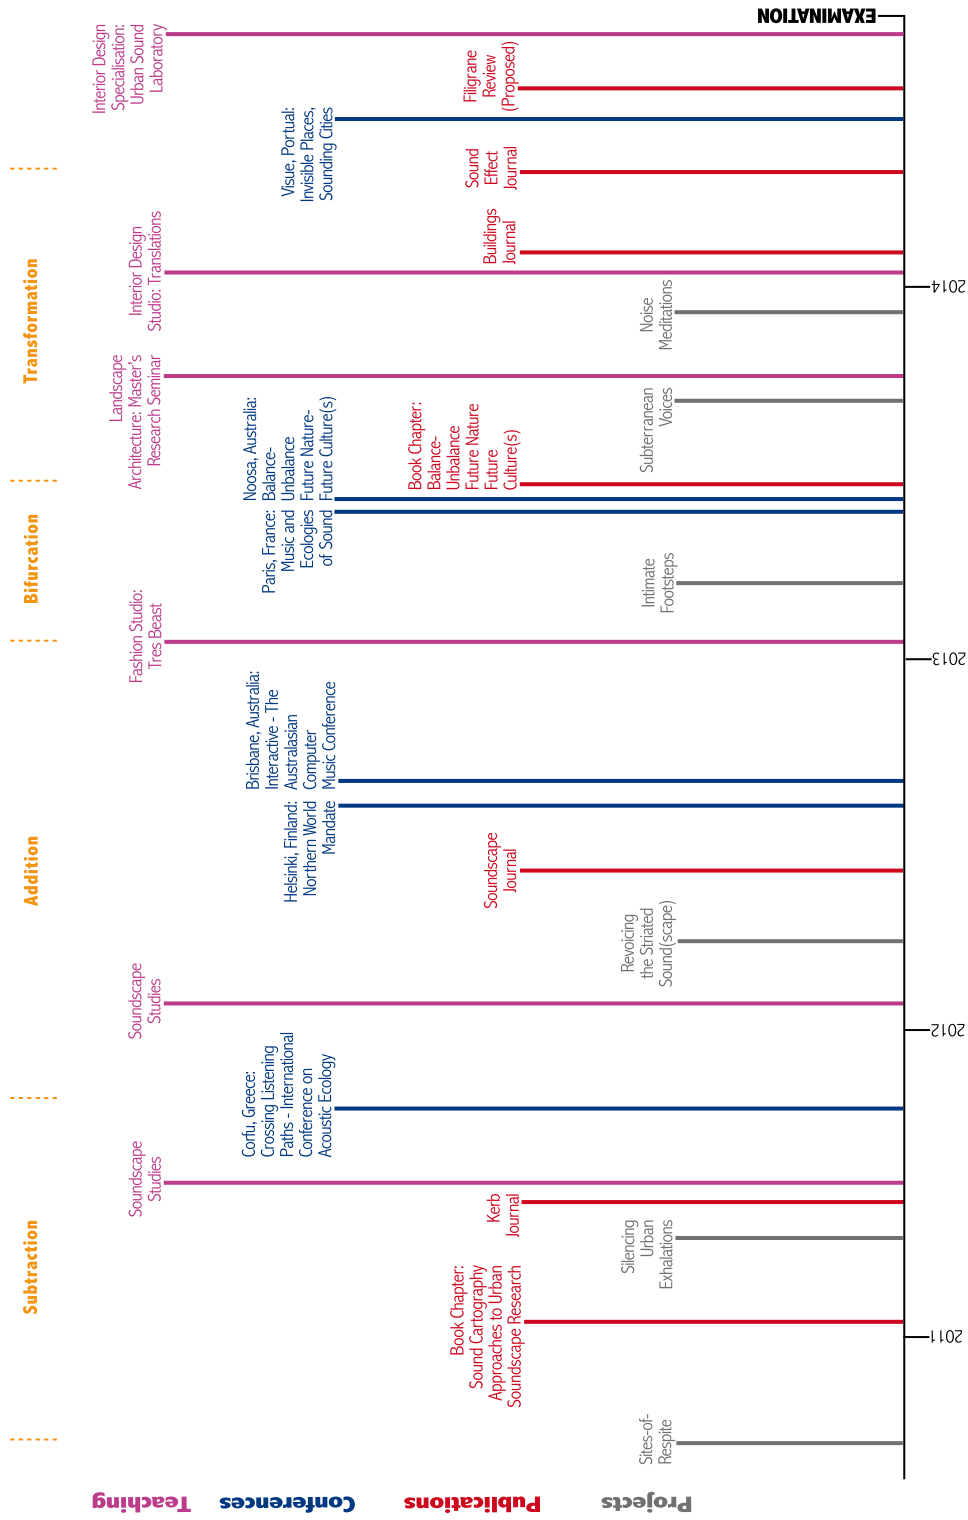 EXAMINATION
Interior Design
Specialisation:
Urban Sound
Laboratory
Filigrane
Review
(Proposed)
Visue, Portual:
Invisible Places,
Sounding Cities
Sound
Effect
Journal
Buildings
Journal
Interior Design
Studio: Translations
2014
Noise
Meditations
Transformation
Landscape
Architecture: Master's
Research Seminar
Subterranean
Voices
Book Chapter:
Balance-
Unbalance
Future Nature
Future
Culture(s)
Noosa, Australia:
Balance-
Unbalance
Future Nature-
Future Culture(s)
Paris, France:
Music and
Ecologies
of Sound
Bifurcation
Intimate
Footsteps
Fashion Studio:
Tres Beast
2013
Brisbane, Australia:
Interactive - The
Australasian
Computer
Music Conference
Helsinki, Finland:
Northern World
Mandate
Addition
Soundscape
Journal
Revoicing
the Striated
Sound(scape)
Soundscape
Studies
2012
Corfu, Greece:
Crossing Listening
Paths - International
Conference on
Acoustic Ecology
Soundscape
Studies
Kerb
Journal
Silencing
Urban
Exhalations
Subtraction
Book Chapter:
Sound Cartography
Approaches to Urban
Soundscape Research
2011
Sites-of-
Respite
Teaching
Conferences
Publications
Projects